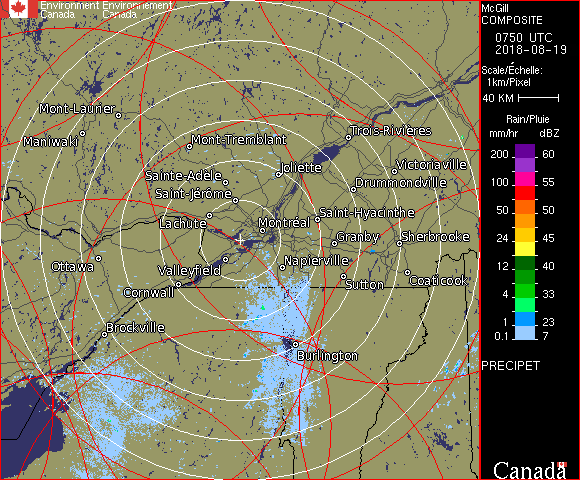 Environment Environnement
Canada Canada
McGill
COMPOSITE
0750 UTC
2018-08-19
Scale/Échelle:
1km/Pixel
40 KM
Rain/Pluie
mm/hr dBZ
200 60
55
100 55
50 50
24 45
12 40
4 33
1 23
0.1 7
PRECIPET
Canada
Mont-Laurier
Maniwaki
Mont-Tremblant
Trois-Rivières
Joliette
Victoriaville
Sainte-Adèle
Drummondville
Saint-Jérôme
Lachute
Saint-Hyacinthe
Montréal
Granby
Sherbrooke
Ottawa
Valleyfield
Napierville
Cornwall
Sutton
Coaticook
Brockville
Burlington